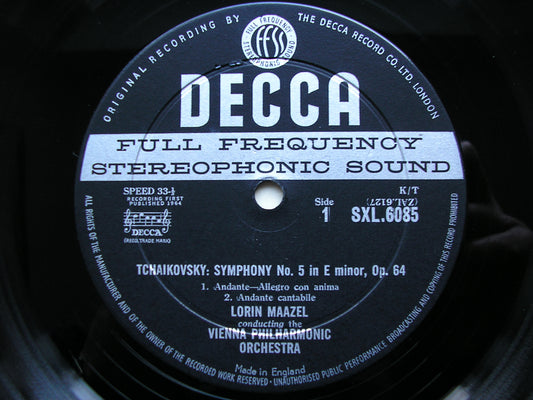 ORIGINAL RECORDING BY THE DECCA RECORD CO. LTD. LONDON
FULL FREQUENCY
ffss
STEREOPHONIC SOUND
DECCA
FULL FREQUENCY
STEREOPHONIC SOUND
SPEED 33⅓
RECORDING FIRST
PUBLISHED 1964
DECCA
(REGD. TRADE MARK)
Side
1
K/T
(ZAL.6127)
SXL.6085
TCHAIKOVSKY: SYMPHONY No. 5 in E minor, Op. 64
1. Andante—Allegro con anima
2. Andante cantabile
LORIN MAAZEL
conducting the
VIENNA PHILHARMONIC
ORCHESTRA
Made in England
ALL RIGHTS OF THE MANUFACTURER AND OF THE OWNER OF THE RECORDED WORK RESERVED · UNAUTHORISED PUBLIC PERFORMANCE BROADCASTING AND COPYING OF THIS RECORD PROHIBITED